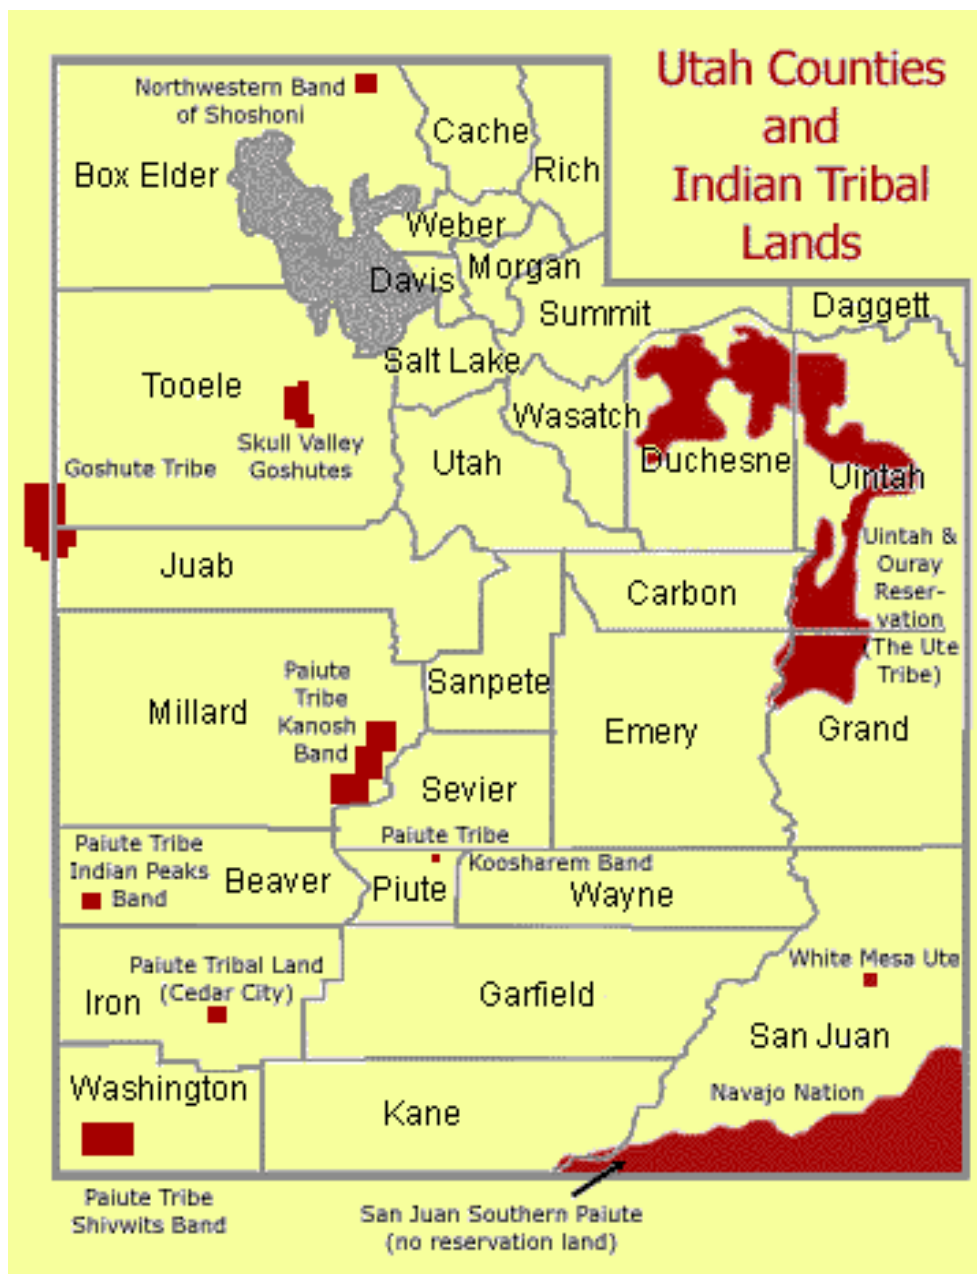 Utah Counties
and
Indian Tribal
Lands
Northwestern Band
of Shoshoni
Cache
Rich
Box Elder
Weber
Morgan
Davis
Summit
Daggett
Salt Lake
Tooele
Wasatch
Skull Valley
Goshutes
Goshute Tribe
Utah
Duchesne
Uintah
Uintah &
Ouray
Reser-
vation
(The Ute
Tribe)
Juab
Carbon
Paiute
Tribe
Kanosh
Band
Sanpete
Millard
Emery
Grand
Sevier
Paiute Tribe
Koosharem Band
Paiute Tribe
Indian Peaks
Band
Beaver
Piute
Wayne
Paiute Tribal Land
(Cedar City)
Iron
Garfield
White Mesa Ute
San Juan
Washington
Kane
Navajo Nation
Paiute Tribe
Shivwits Band
San Juan Southern Paiute
(no reservation land)